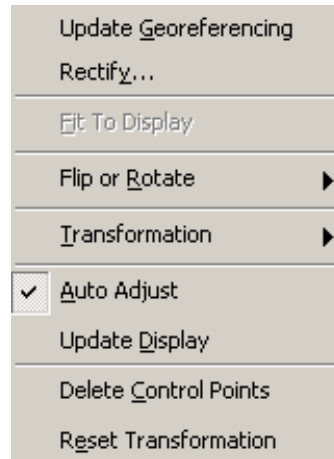 Update Georeferencing
Rectify...
Fit To Display
Flip or Rotate
Transformation
Auto Adjust
Update Display
Delete Control Points
Reset Transformation